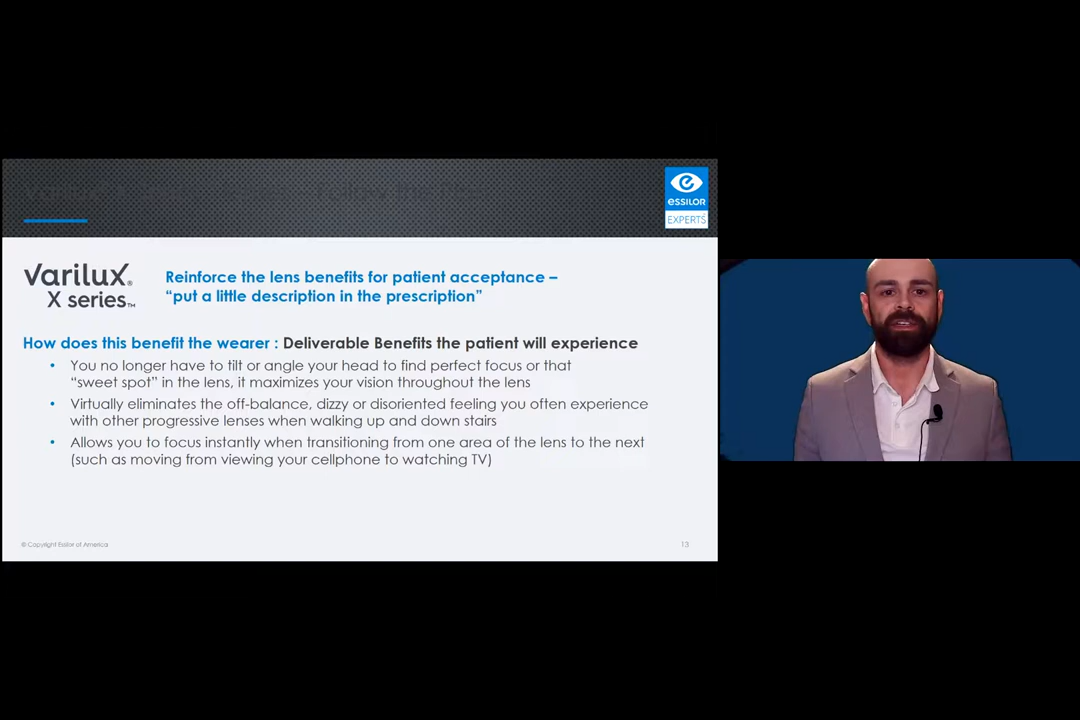 essilor
EXPERTS
varilux®
X series™
Reinforce the lens benefits for patient acceptance –
“put a little description in the prescription”
How does this benefit the wearer : Deliverable Benefits the patient will experience
• You no longer have to tilt or angle your head to find perfect focus or that
“sweet spot” in the lens, it maximizes your vision throughout the lens
• Virtually eliminates the off-balance, dizzy or disoriented feeling you often experience
with other progressive lenses when walking up and down stairs
• Allows you to focus instantly when transitioning from one area of the lens to the next
(such as moving from viewing your cellphone to watching TV)
© Copyright Essilor of America
13